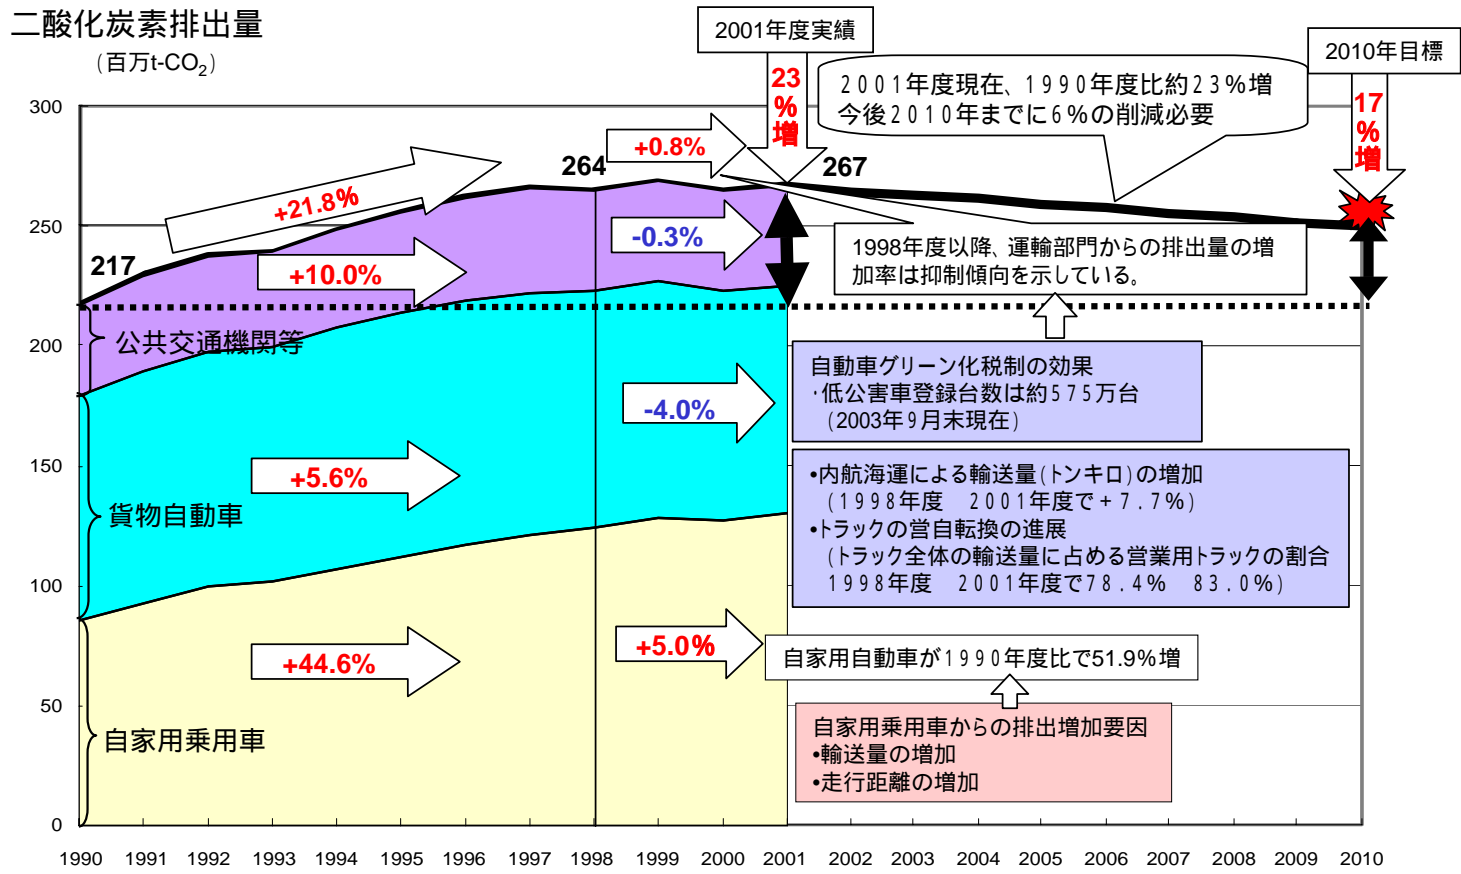 二酸化炭素排出量
(百万t-CO2)
2001年度実績
23%増
2010年目標
17%増
2001年度現在、1990年度比約23%増
今後2010年までに6%の削減必要
300
250
200
150
100
50
0
217
264
267
+21.8%
+0.8%
+10.0%
-0.3%
+5.6%
-4.0%
+44.6%
+5.0%
公共交通機関等
貨物自動車
自家用乗用車
1998年度以降、運輸部門からの排出量の増
加率は抑制傾向を示している。
自動車グリーン化税制の効果
・低公害車登録台数は約575万台
(2003年9月末現在)
•内航海運による輸送量(トンキロ)の増加
(1998年度 2001年度で+7.7%)
•トラックの営自転換の進展
(トラック全体の輸送量に占める営業用トラックの割合
1998年度 2001年度で78.4% 83.0%)
自家用自動車が1990年度比で51.9%増
自家用乗用車からの排出増加要因
•輸送量の増加
•走行距離の増加
1990 1991 1992 1993 1994 1995 1996 1997 1998 1999 2000 2001 2002 2003 2004 2005 2006 2007 2008 2009 2010